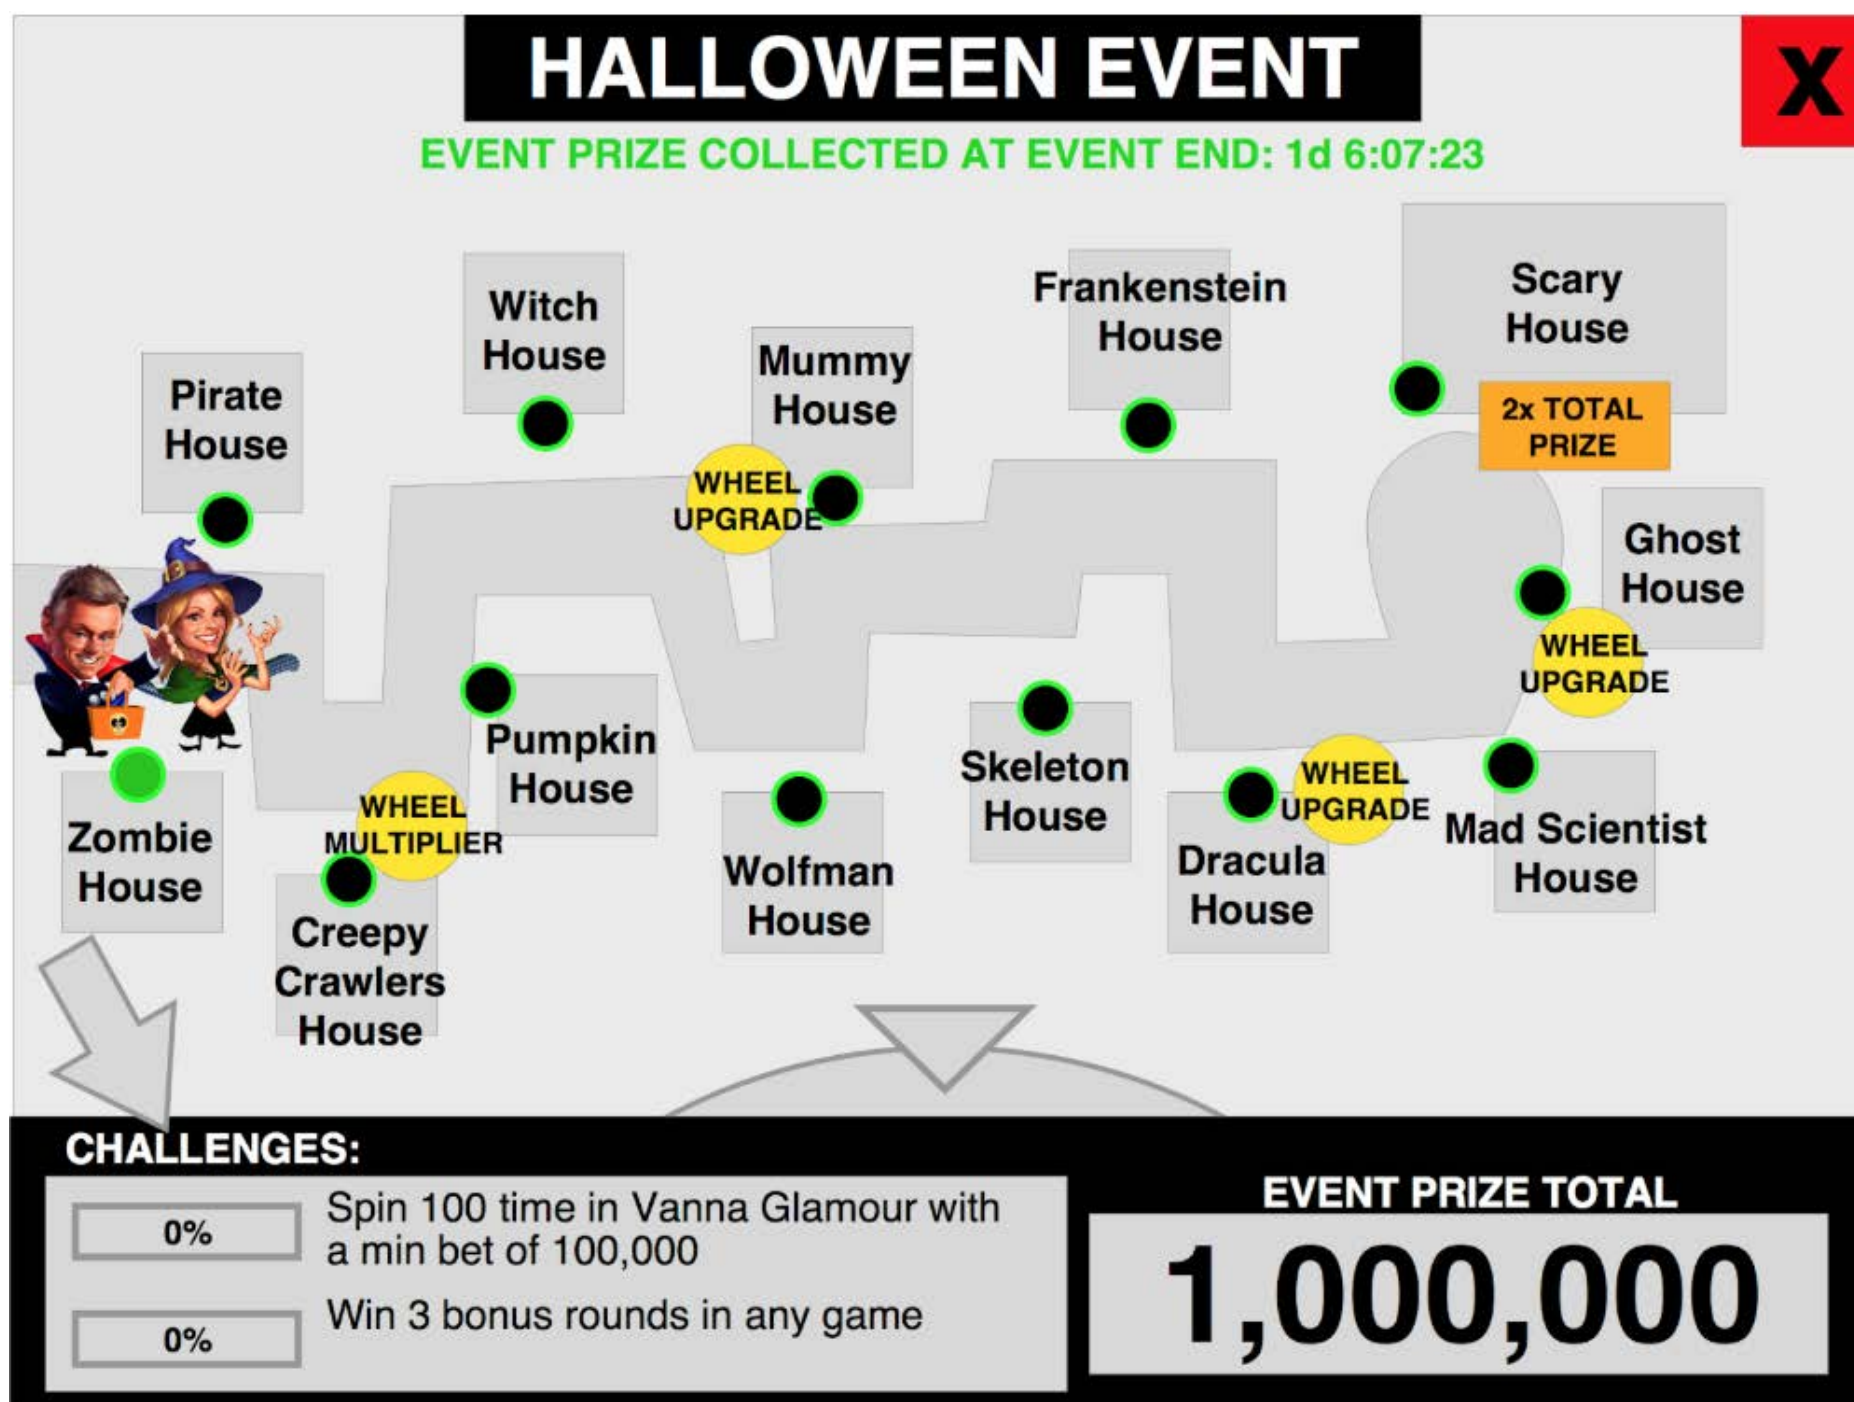 HALLOWEEN EVENT
X
EVENT PRIZE COLLECTED AT EVENT END: 1d 6:07:23
Pirate
House
Witch
House
Mummy
House
Frankenstein
House
Scary
House
2x TOTAL
PRIZE
WHEEL
UPGRADE
Ghost
House
WHEEL
UPGRADE
Zombie
House
WHEEL
MULTIPLIER
Creepy
Crawlers
House
Pumpkin
House
Wolfman
House
Skeleton
House
Dracula
House
WHEEL
UPGRADE
Mad Scientist
House
CHALLENGES:
0%
Spin 100 time in Vanna Glamour with
a min bet of 100,000
0%
Win 3 bonus rounds in any game
EVENT PRIZE TOTAL
1,000,000